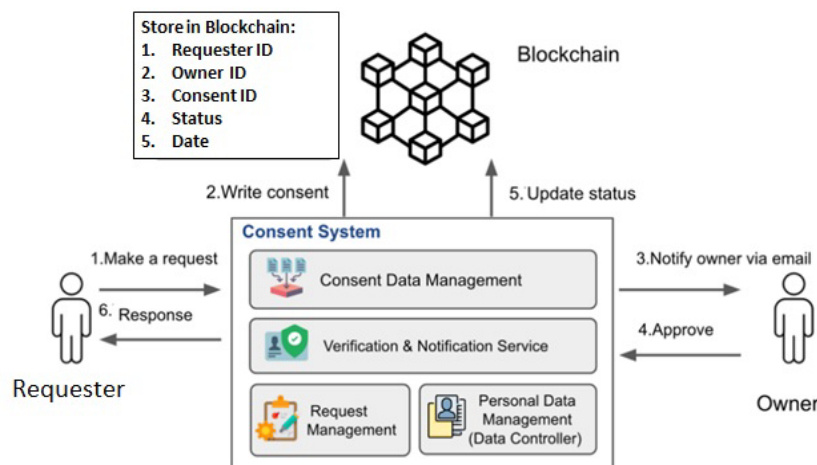 Store in Blockchain:
1. Requester ID
2. Owner ID
3. Consent ID
4. Status
5. Date
Blockchain
2.Write consent
5.Update status
Consent System
1.Make a request
Consent Data Management
3.Notify owner via email
6. Response
Verification & Notification Service
4.Approve
Requester
Request
Management
Personal Data
Management
(Data Controller)
Owner